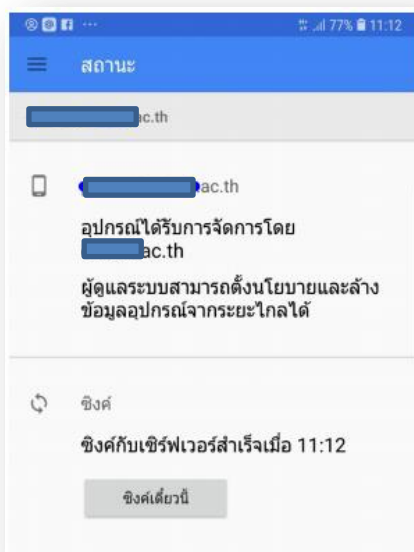 77% 11:12
สถานะ
c.th
ac.th
อุปกรณ์ได้รับการจัดการโดย
ac.th
ผู้ดูแลระบบสามารถตั้งนโยบายและล้าง
ข้อมูลอุปกรณ์จากระยะไกลได้
ซิงค์
ซิงค์กับเซิร์ฟเวอร์สำเร็จเมื่อ 11:12
ซิงค์เดี๋ยวนี้